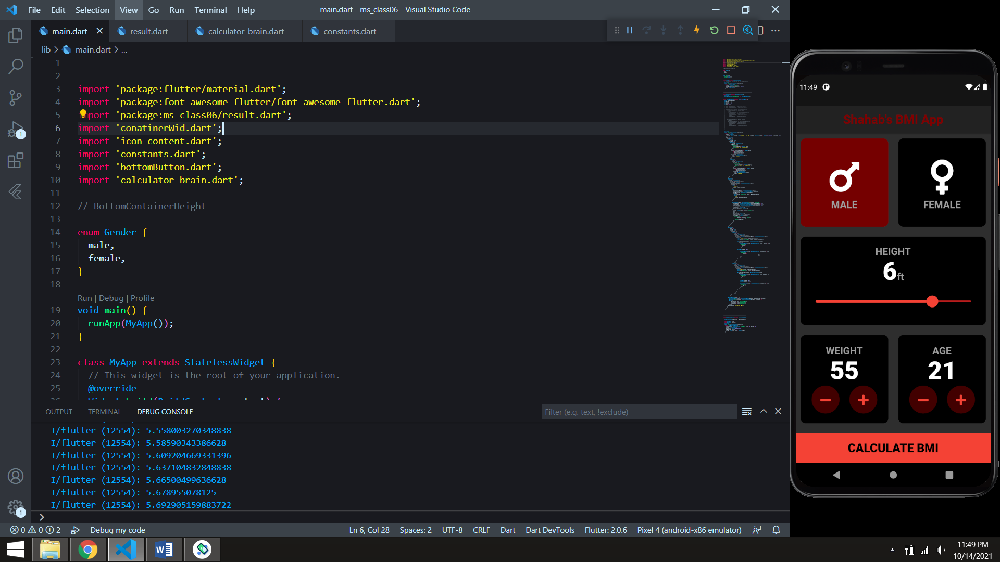 File Edit Selection View Go Run Terminal Help
main.dart - ms_class06 - Visual Studio Code
main.dart
result.dart
calculator_brain.dart
constants.dart
lib > main.dart > ...
1
2
3 import 'package:flutter/material.dart';
4 import 'package:font_awesome_flutter/font_awesome_flutter.dart';
5 import 'package:ms_class06/result.dart';
6 import 'conatinerWid.dart';
7 import 'icon_content.dart';
8 import 'constants.dart';
9 import 'bottomButton.dart';
10 import 'calculator_brain.dart';
11
12 // BottomContainerHeight
13
14 enum Gender {
15 male,
16 female,
17 }
18
Run | Debug | Profile
19 void main() {
20 runApp(MyApp());
21 }
22
23 class MyApp extends StatelessWidget {
24 // This widget is the root of your application.
25 @override
OUTPUT TERMINAL DEBUG CONSOLE
Filter (e.g. text, !exclude)
I/flutter (12554): 5.558003270348838
I/flutter (12554): 5.58590343386628
I/flutter (12554): 5.609204669331396
I/flutter (12554): 5.637104832848838
I/flutter (12554): 5.66500499636628
I/flutter (12554): 5.678955078125
I/flutter (12554): 5.692905159883722
1
1
0 0 2 Debug my code
Ln 6, Col 28 Spaces: 2 UTF-8 CRLF Dart Dart DevTools Flutter: 2.0.6 Pixel 4 (android-x86 emulator)
11:49
Shahab's BMI App
MALE
FEMALE
HEIGHT
6ft
WEIGHT
55
AGE
21
CALCULATE BMI
11:49 PM
10/14/2021